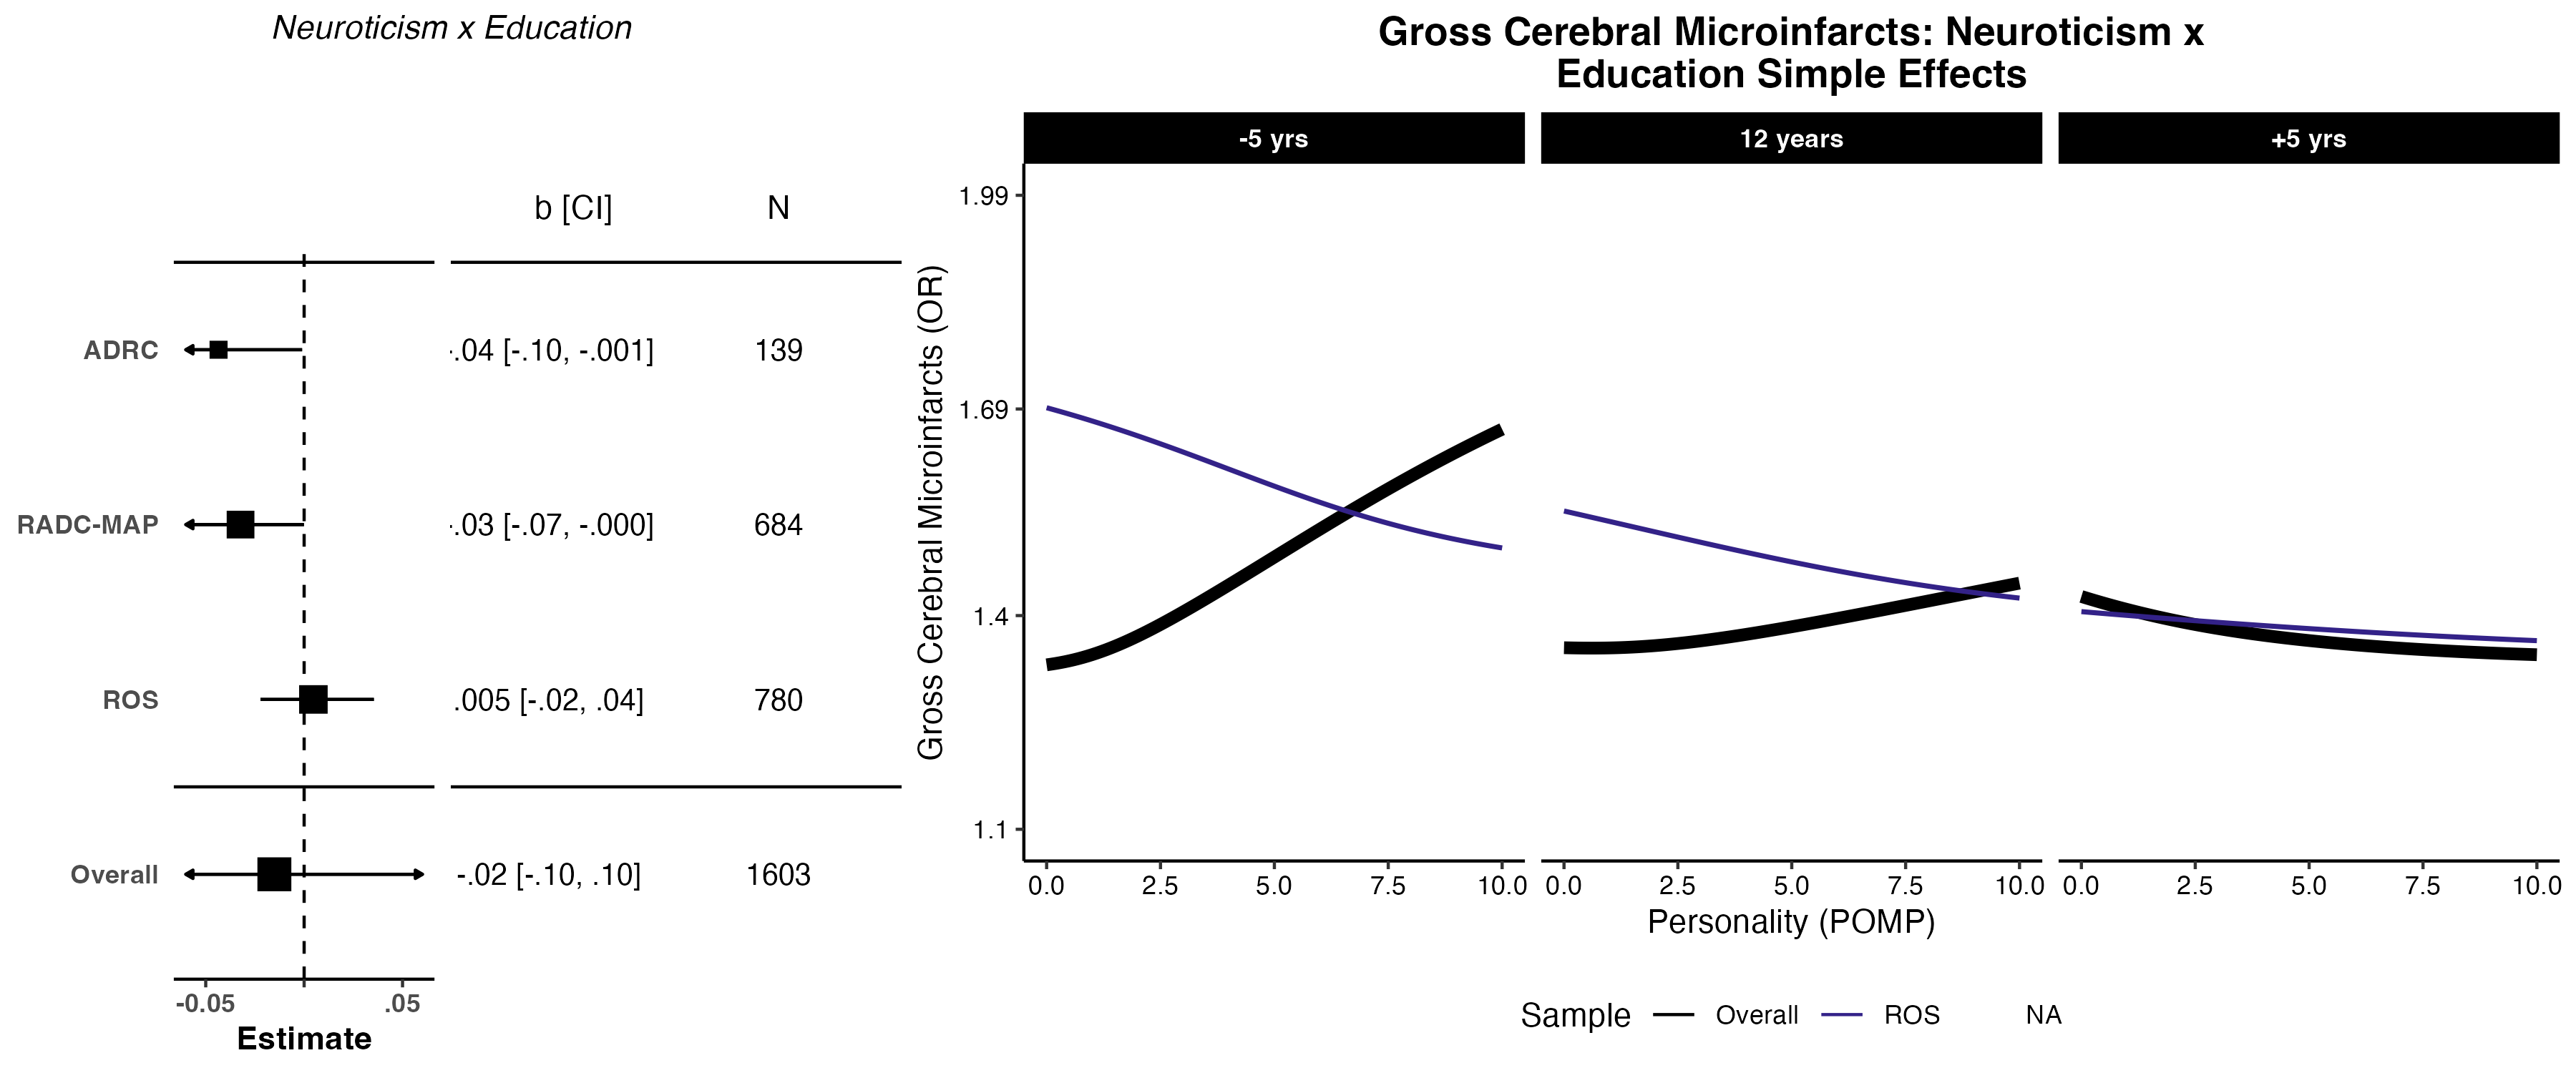 Neuroticism x Education
b [CI] N
ADRC -.04 [-.10, -.001] 139
RADC-MAP -.03 [-.07, -.000] 684
ROS .005 [-.02, .04] 780
Overall -.02 [-.10, .10] 1603
-0.05 .05
Estimate
Gross Cerebral Microinfarcts: Neuroticism x
Education Simple Effects
-5 yrs 12 years +5 yrs
Gross Cerebral Microinfarcts (OR)
1.99
1.69
1.4
1.1
0.0 2.5 5.0 7.5 10.0 0.0 2.5 5.0 7.5 10.0 0.0 2.5 5.0 7.5 10.0
Personality (POMP)
Sample Overall ROS NA